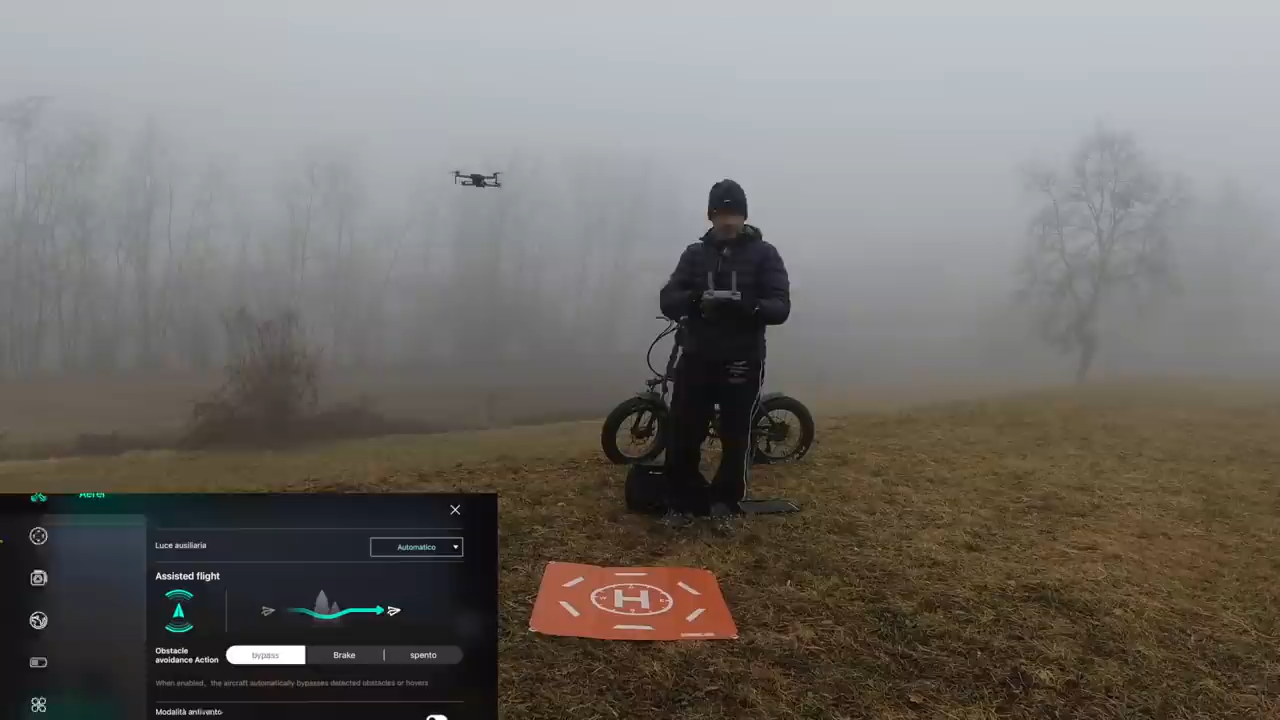 Aerei
Luce ausiliaria
Automatico
Assisted flight
Obstacle
avoidance Action
bypass
Brake
spento
When enabled, the aircraft automatically bypasses detected obstacles or hovers
Modalità antivento
H